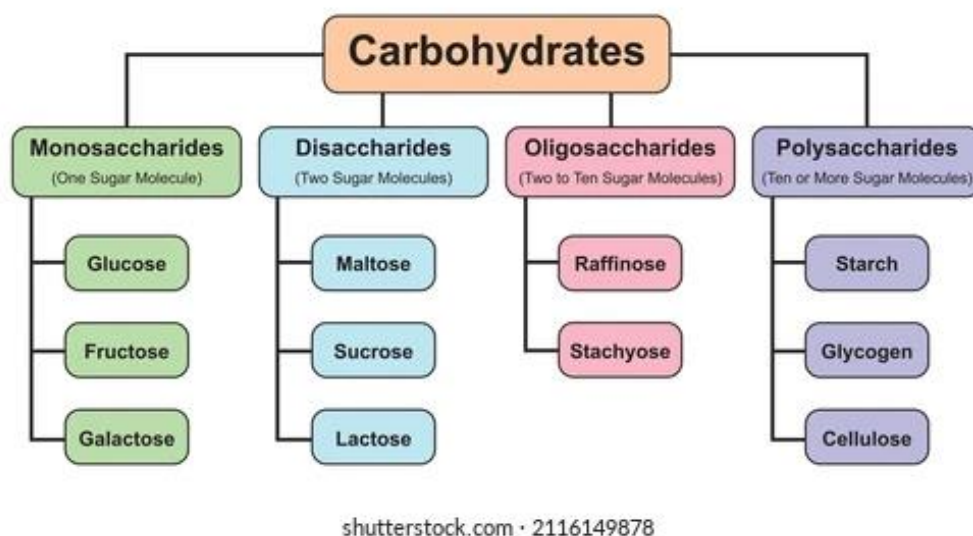 Carbohydrates
Monosaccharides
(One Sugar Molecule)
Glucose
Fructose
Galactose
Disaccharides
(Two Sugar Molecules)
Maltose
Sucrose
Lactose
Oligosaccharides
(Two to Ten Sugar Molecules)
Raffinose
Stachyose
Polysaccharides
(Ten or More Sugar Molecules)
Starch
Glycogen
Cellulose
shutterstock.com · 2116149878